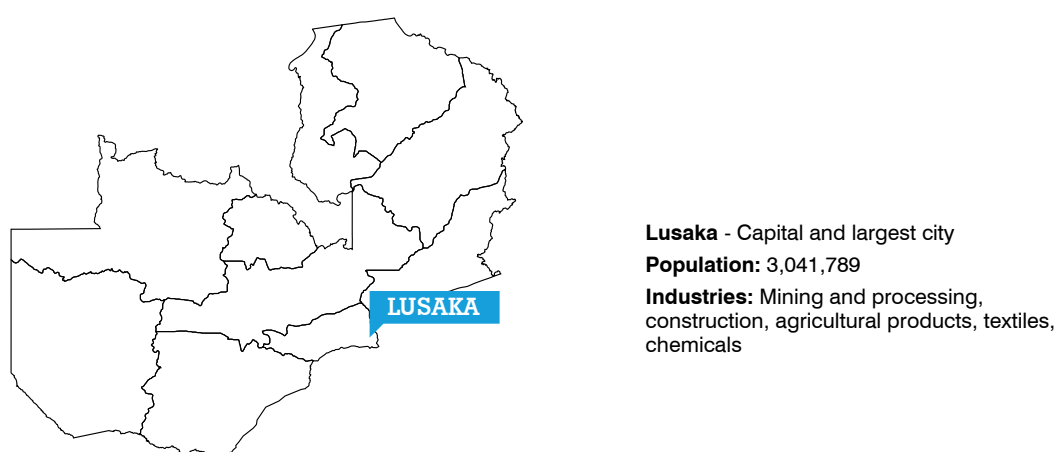 LUSAKA
Lusaka - Capital and largest city
Population: 3,041,789
Industries: Mining and processing,
construction, agricultural products, textiles,
chemicals